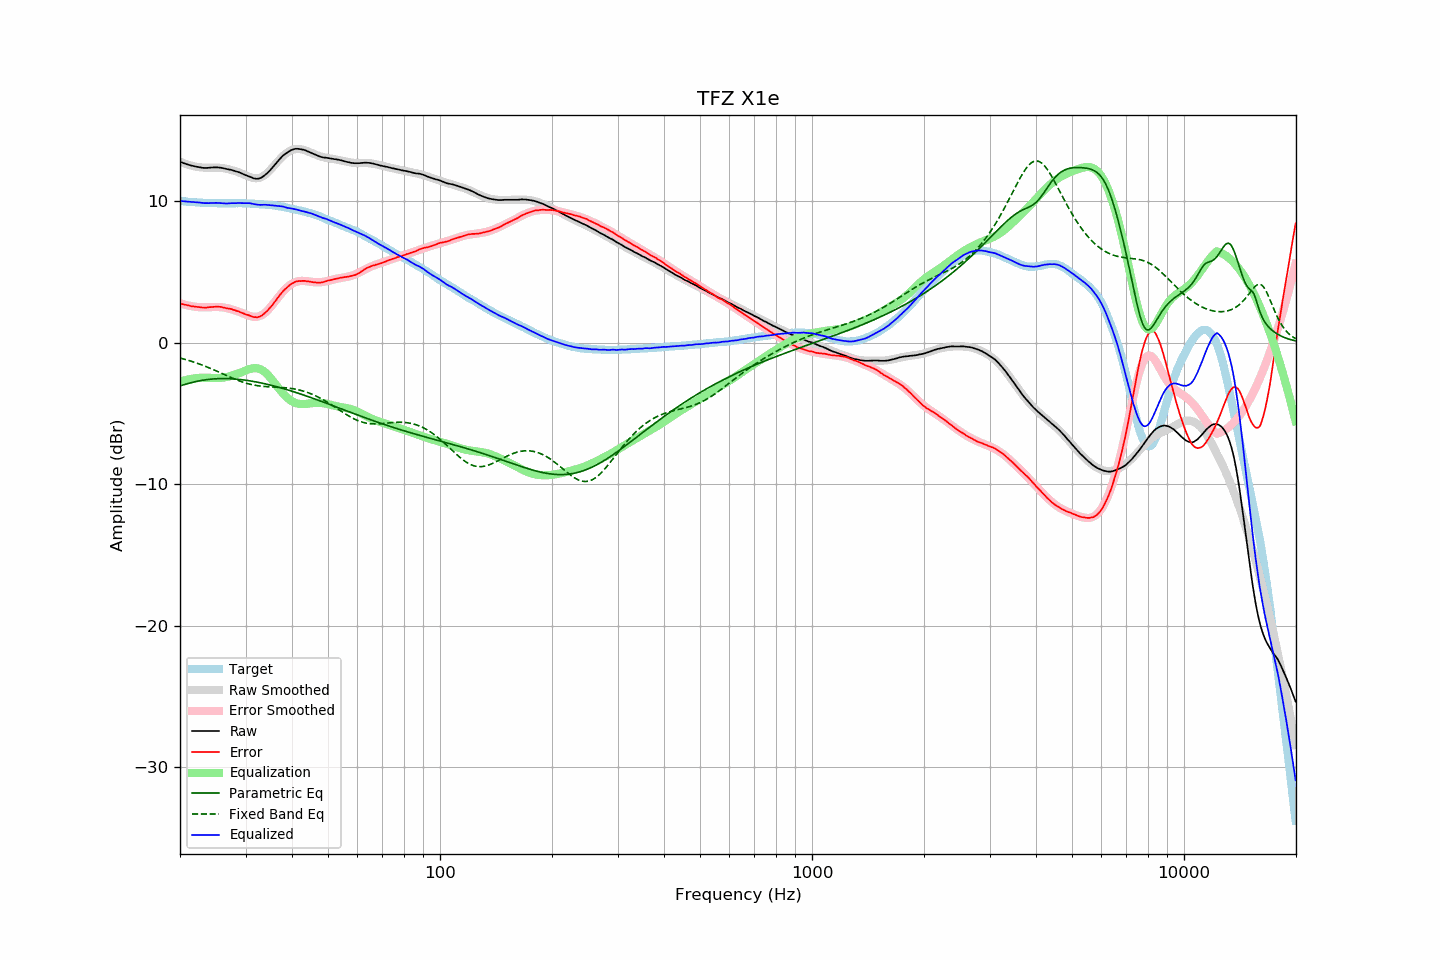 TFZ X1e
Amplitude (dBr)
10
0
−10
−20
−30
Target
Raw Smoothed
Error Smoothed
Raw
Error
Equalization
Parametric Eq
Fixed Band Eq
Equalized
100
1000
10000
Frequency (Hz)